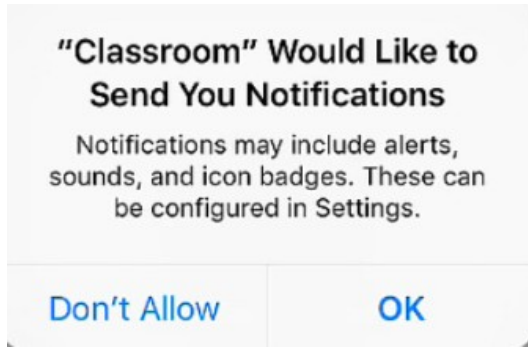 “Classroom” Would Like to
Send You Notifications
Notifications may include alerts,
sounds, and icon badges. These can
be configured in Settings.
Don’t Allow
OK